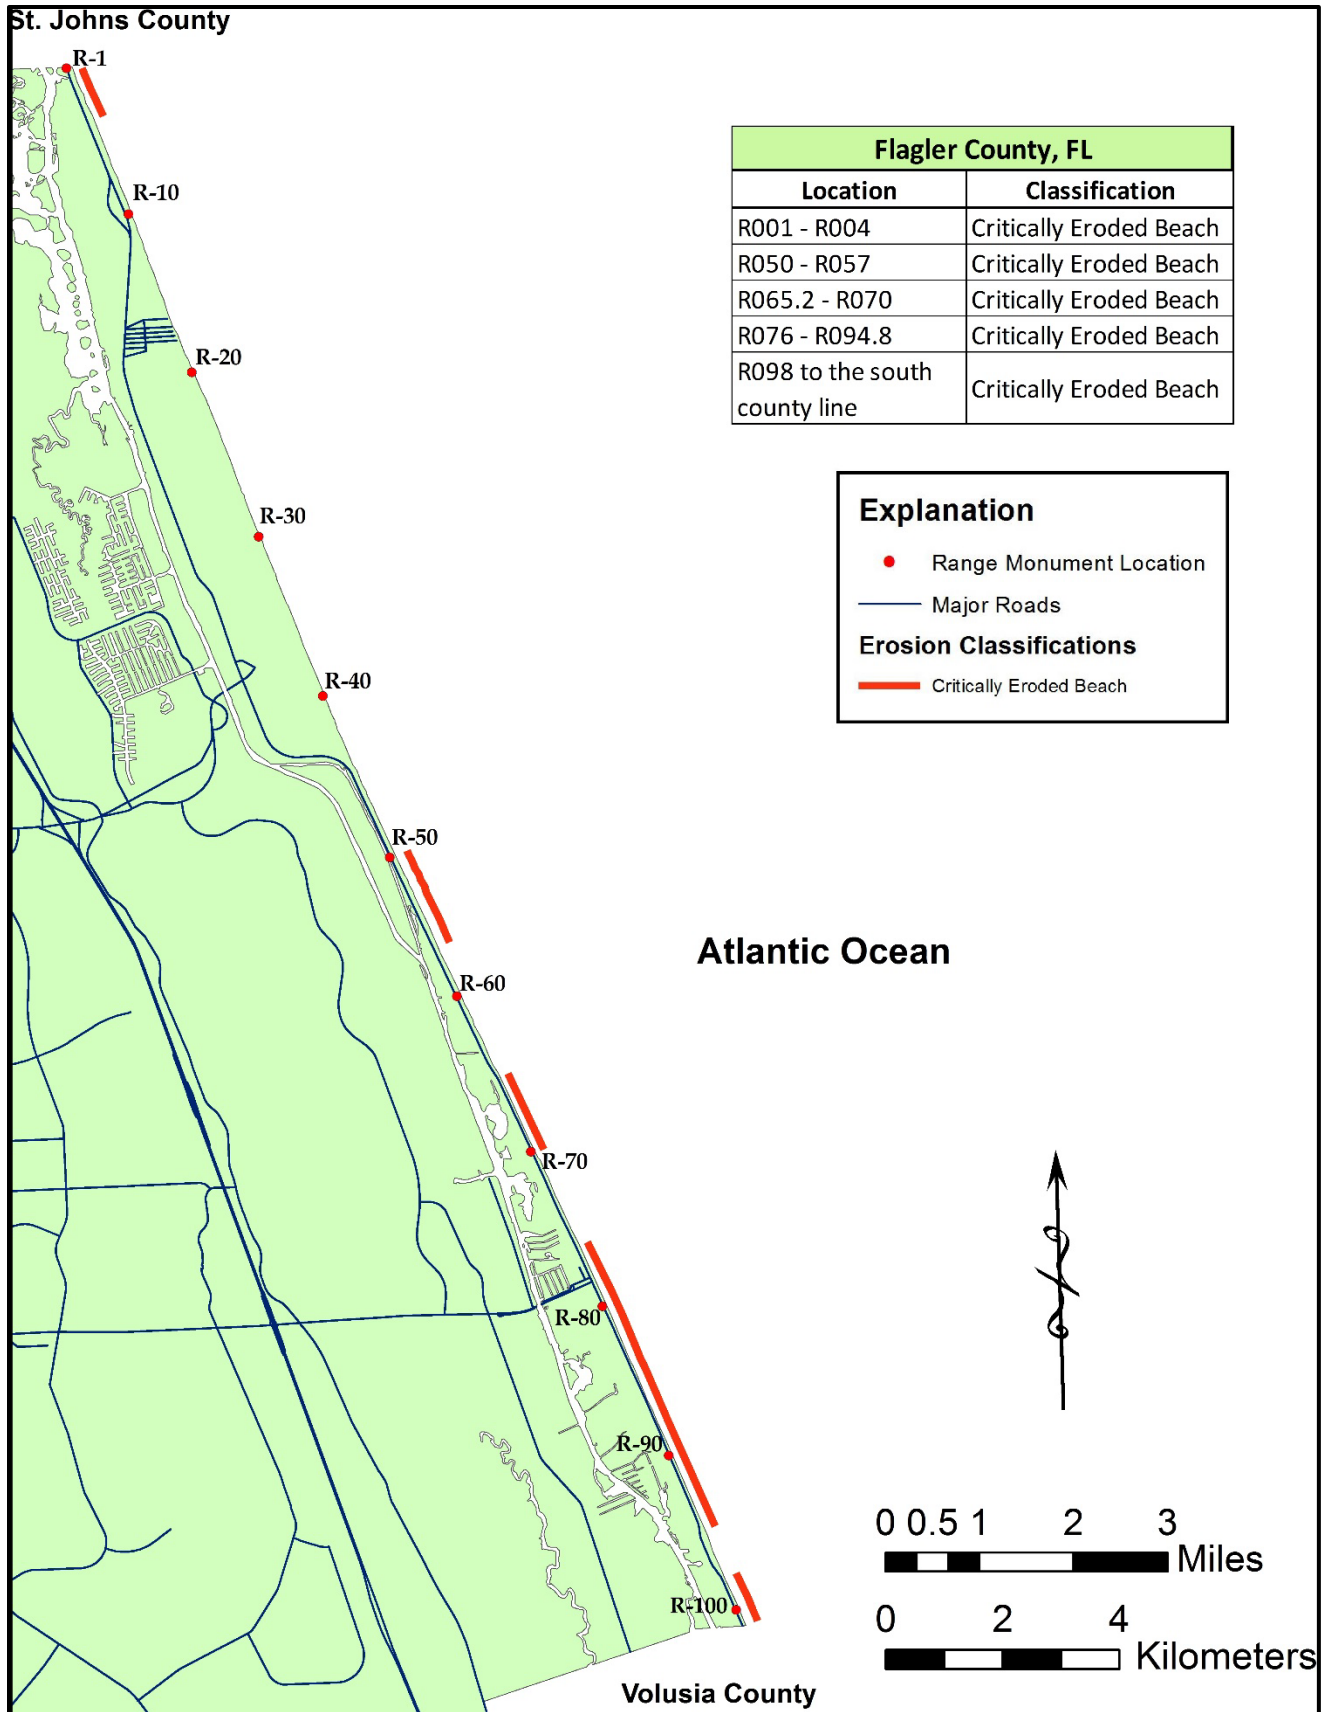 St. Johns County
R-1
R-10
R-20
R-30
R-40
R-50
R-60
R-70
R-80
R-90
R-100
Flagler County, FL
Location Classification
R001 - R004 Critically Eroded Beach
R050 - R057 Critically Eroded Beach
R065.2 - R070 Critically Eroded Beach
R076 - R094.8 Critically Eroded Beach
R098 to the south
county line Critically Eroded Beach
Explanation
Range Monument Location
Major Roads
Erosion Classifications
Critically Eroded Beach
Atlantic Ocean
0 0.5 1 2 3
Miles
0 2 4
Kilometers
Volusia County